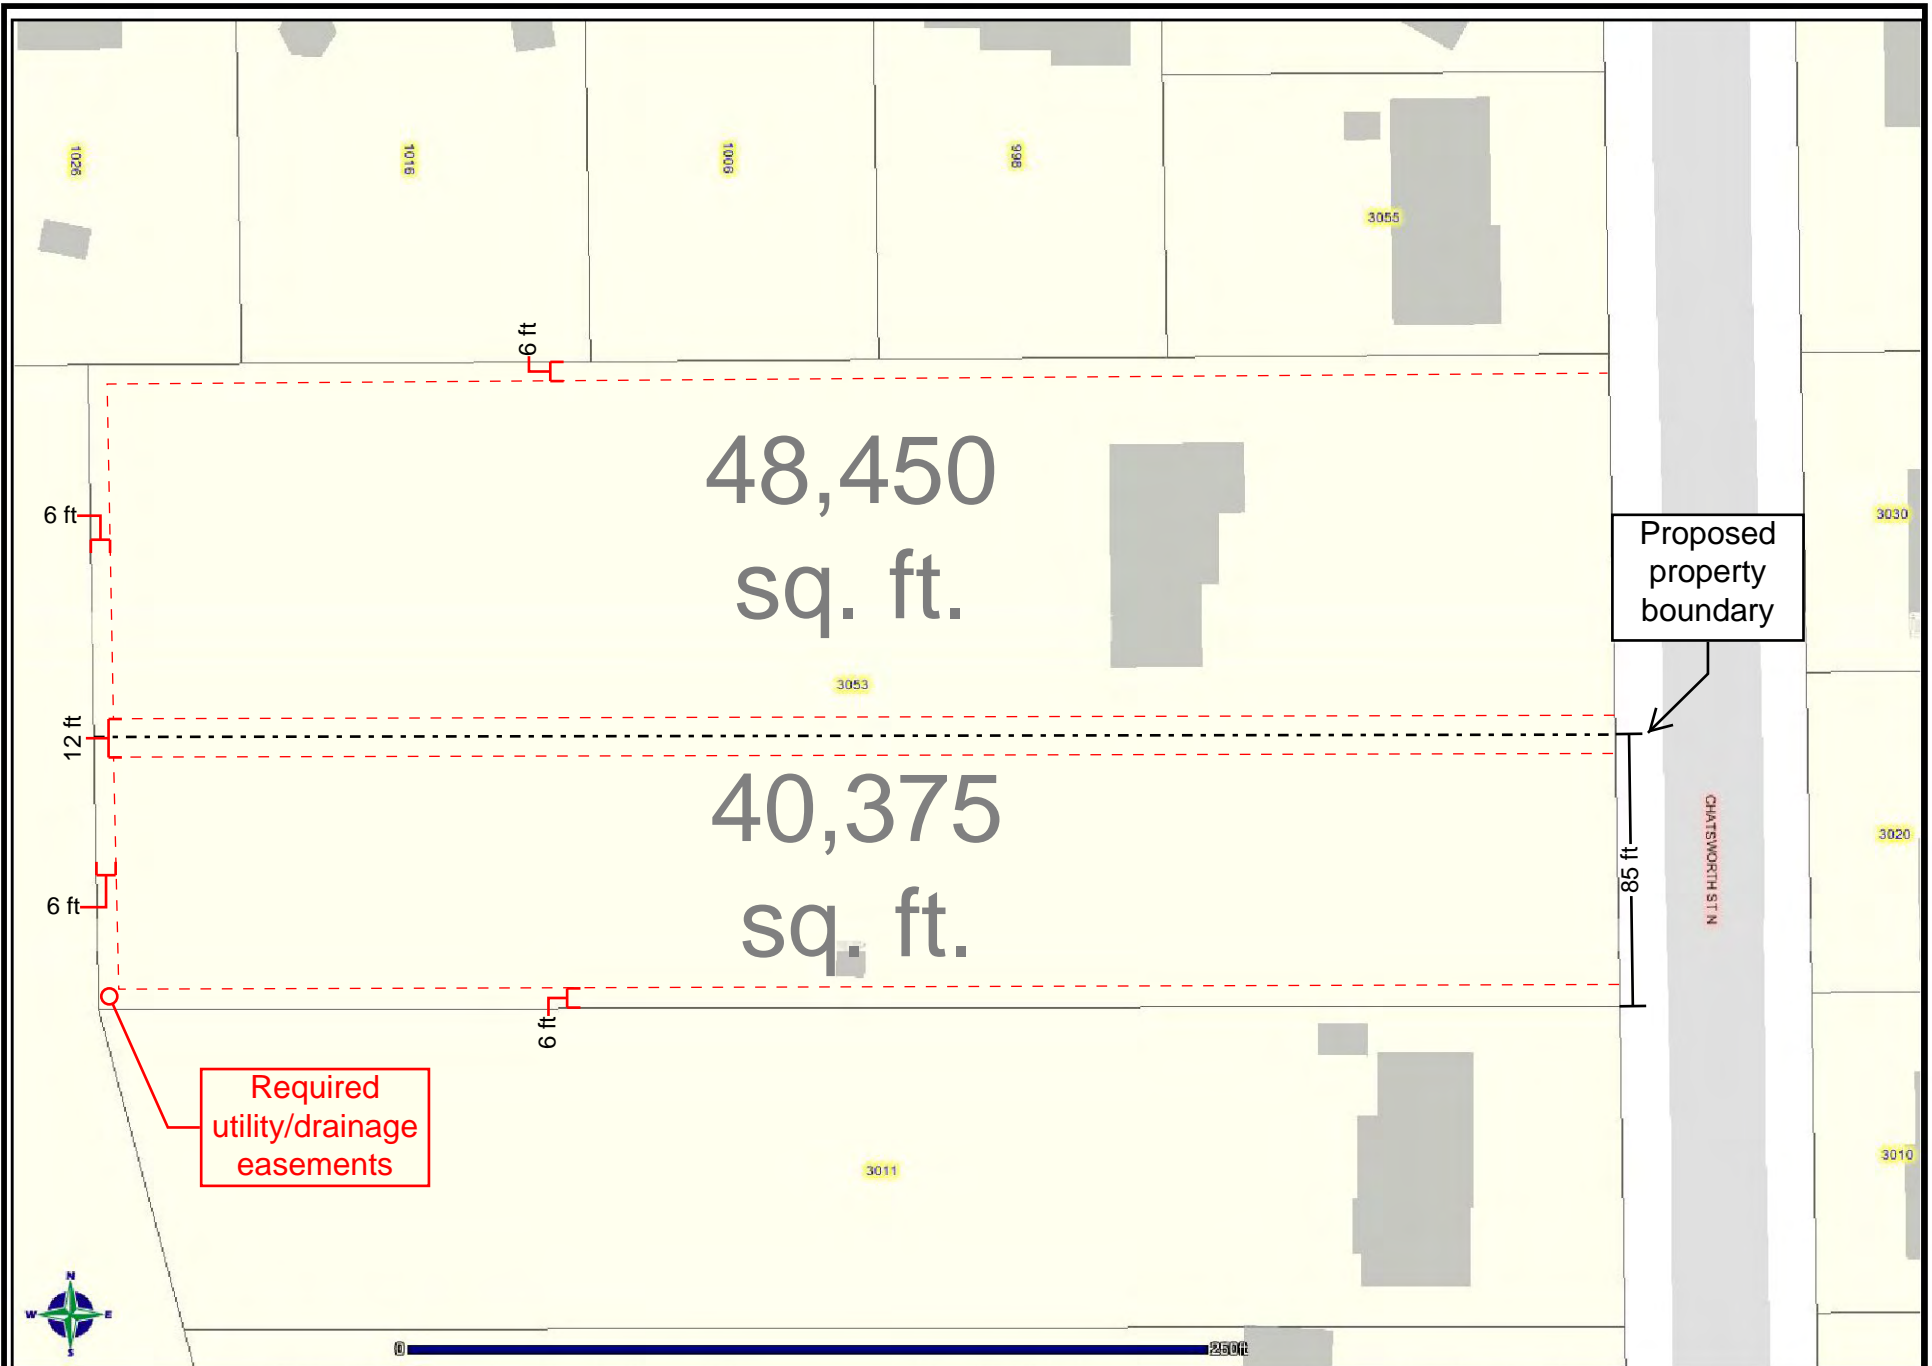 1026
1016
1006
998
3055
6 ft
48,450
sq. ft.
6 ft
3030
Proposed
property
boundary
3053
12 ft
40,375
sq. ft.
85 ft
CHATSWORTH ST N
3020
6 ft
6 ft
Required
utility/drainage
easements
3011
3010
N
W
E
S
0
250ft